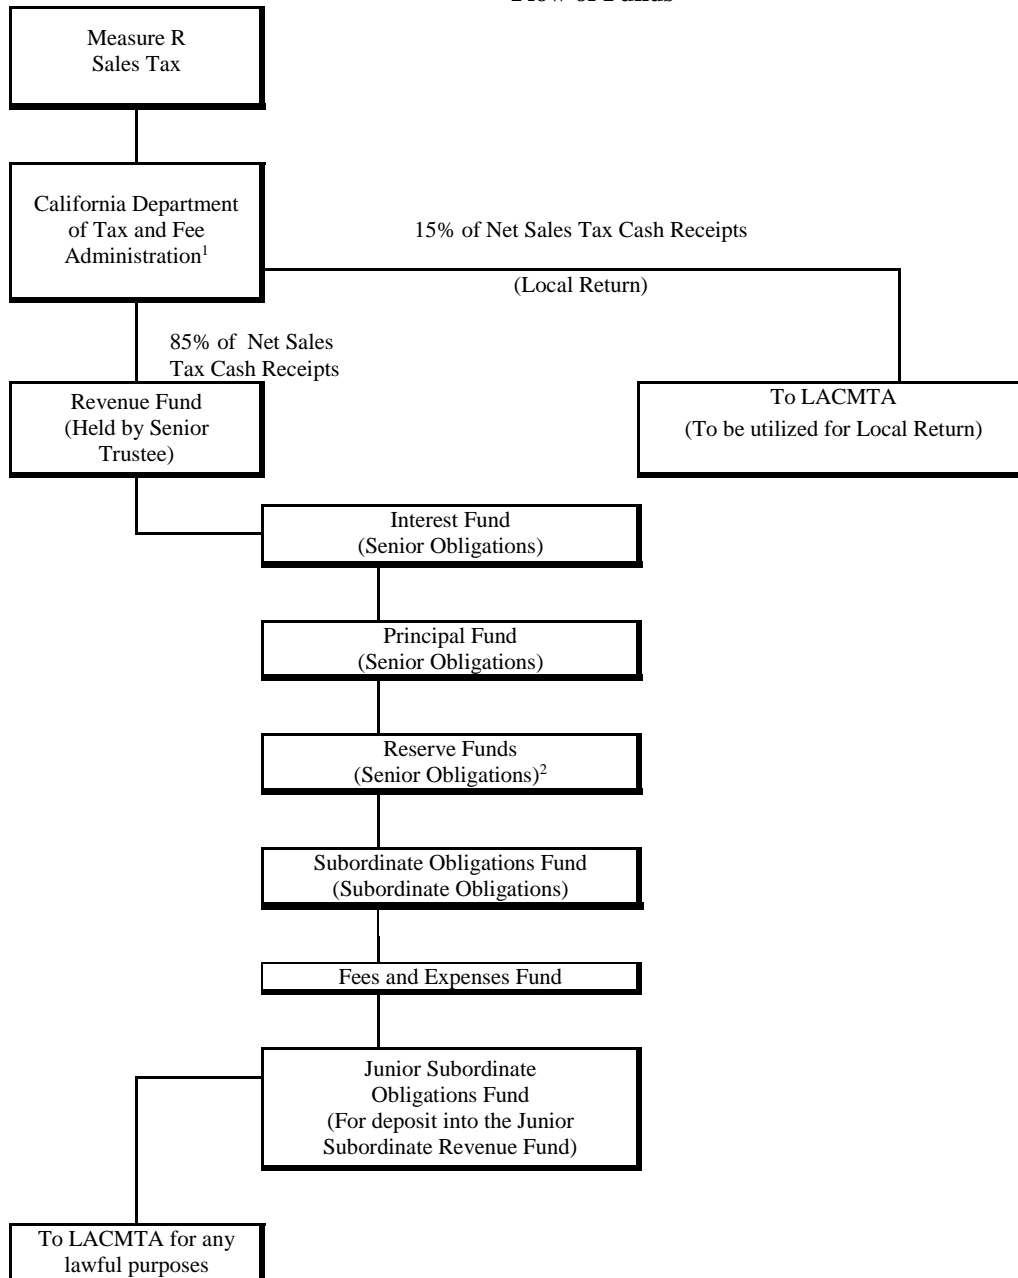 Flow of Funds
Measure R
Sales Tax
California Department
of Tax and Fee
Administration¹
15% of Net Sales Tax Cash Receipts
(Local Return)
85% of Net Sales
Tax Cash Receipts
Revenue Fund
(Held by Senior
Trustee)
To LACMTA
(To be utilized for Local Return)
Interest Fund
(Senior Obligations)
Principal Fund
(Senior Obligations)
Reserve Funds
(Senior Obligations)²
Subordinate Obligations Fund
(Subordinate Obligations)
Fees and Expenses Fund
Junior Subordinate
Obligations Fund
(For deposit into the Junior
Subordinate Revenue Fund)
To LACMTA for any
lawful purposes